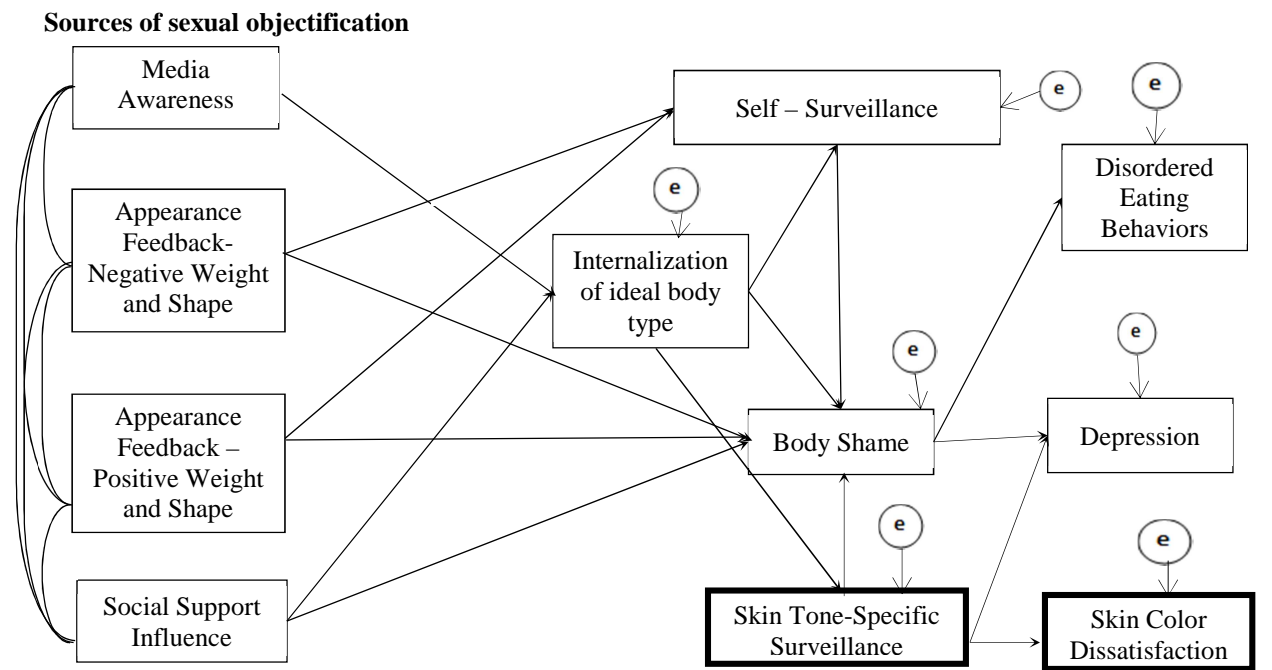 Sources of sexual objectification
Media
Awareness
Appearance
Feedback-
Negative Weight
and Shape
Appearance
Feedback –
Positive Weight
and Shape
Social Support
Influence
e
Internalization
of ideal body
type
Self – Surveillance
e
e
Body Shame
e
Skin Tone-Specific
Surveillance
e
Disordered
Eating
Behaviors
e
Depression
e
Skin Color
Dissatisfaction